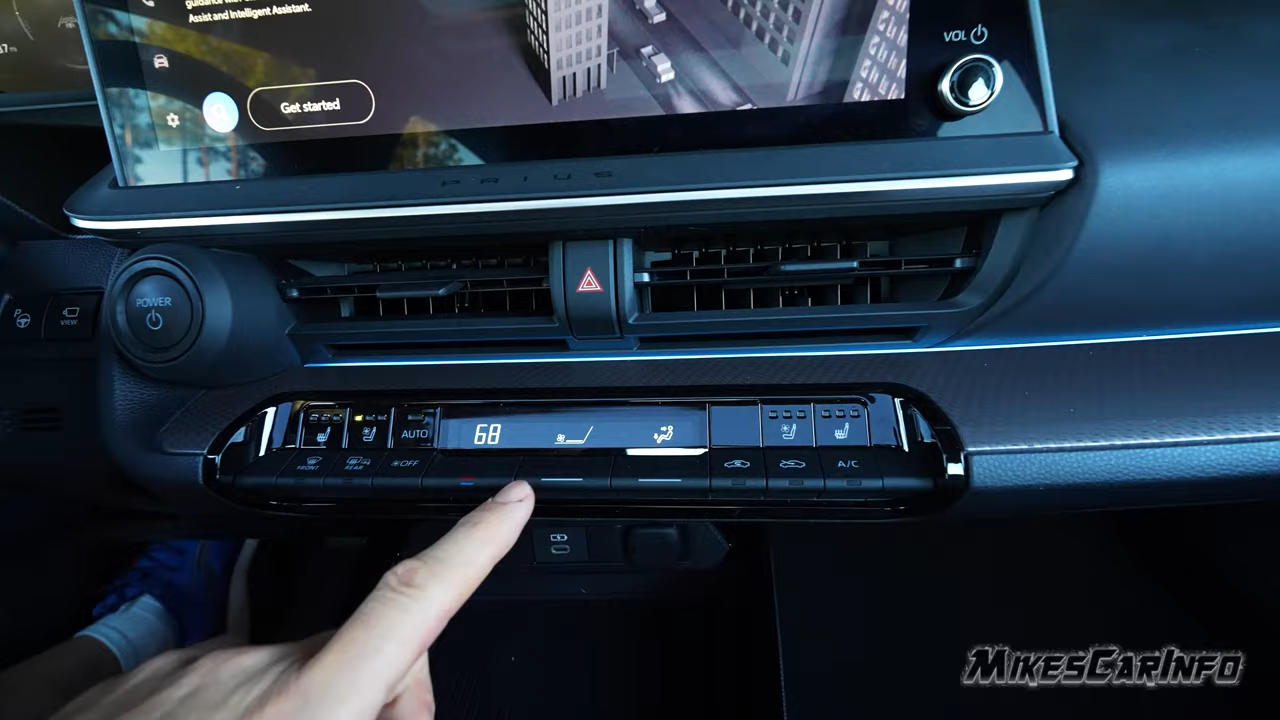 Assist and Intelligent Assistant.
Get started
VOL
PRIUS
POWER
P
VIEW
AUTO
68
FRONT
REAR
OFF
A/C
MIKESCARINFO